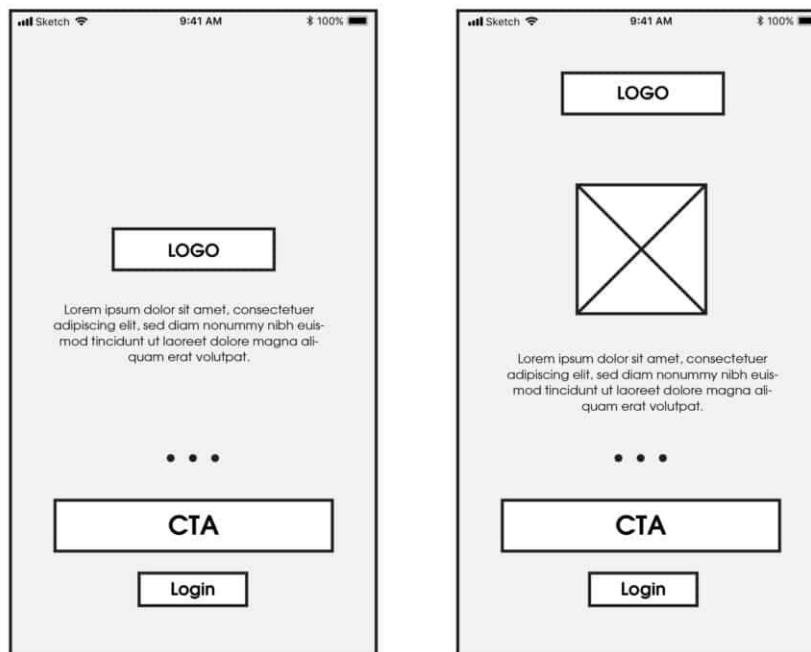 Sketch 9:41 AM 100%
LOGO
Lorem ipsum dolor sit amet, consectetuer
adipiscing elit, sed diam nonummy nibh euis-
mod tincidunt ut laoreet dolore magna ali-
quam erat volutpat.
CTA
Login
Sketch 9:41 AM 100%
LOGO
Lorem ipsum dolor sit amet, consectetuer
adipiscing elit, sed diam nonummy nibh euis-
mod tincidunt ut laoreet dolore magna ali-
quam erat volutpat.
CTA
Login